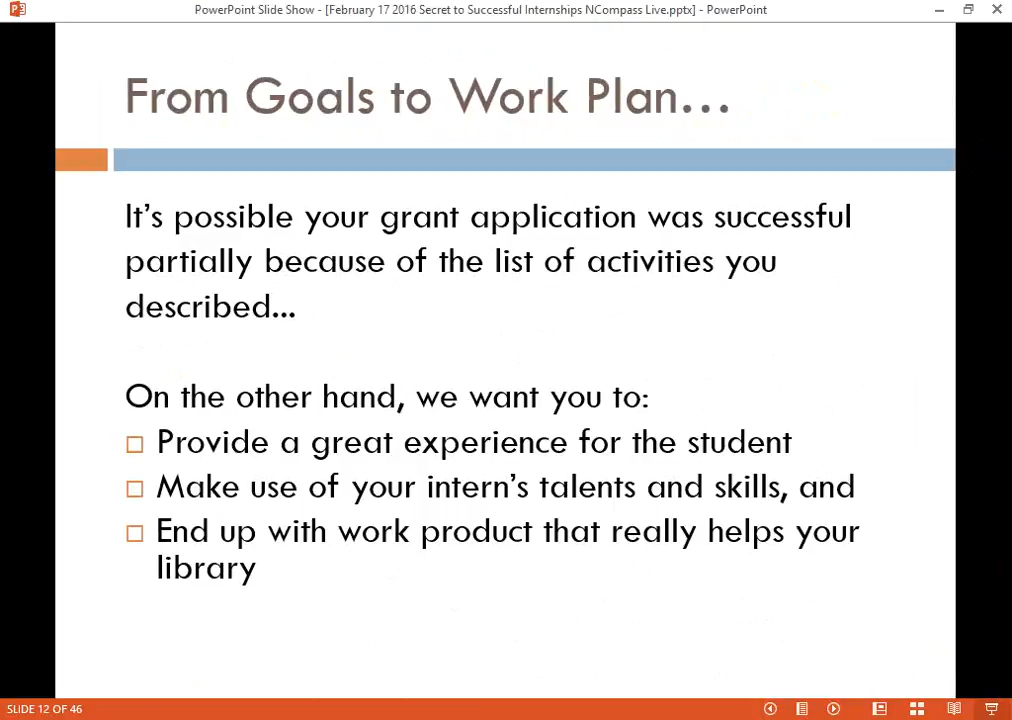 PowerPoint Slide Show - [February 17 2016 Secret to Successful Internships NCompass Live.pptx] - PowerPoint
From Goals to Work Plan...
It's possible your grant application was successful
partially because of the list of activities you
described...
On the other hand, we want you to:
Provide a great experience for the student
Make use of your intern's talents and skills, and
End up with work product that really helps your
library
SLIDE 12 OF 46